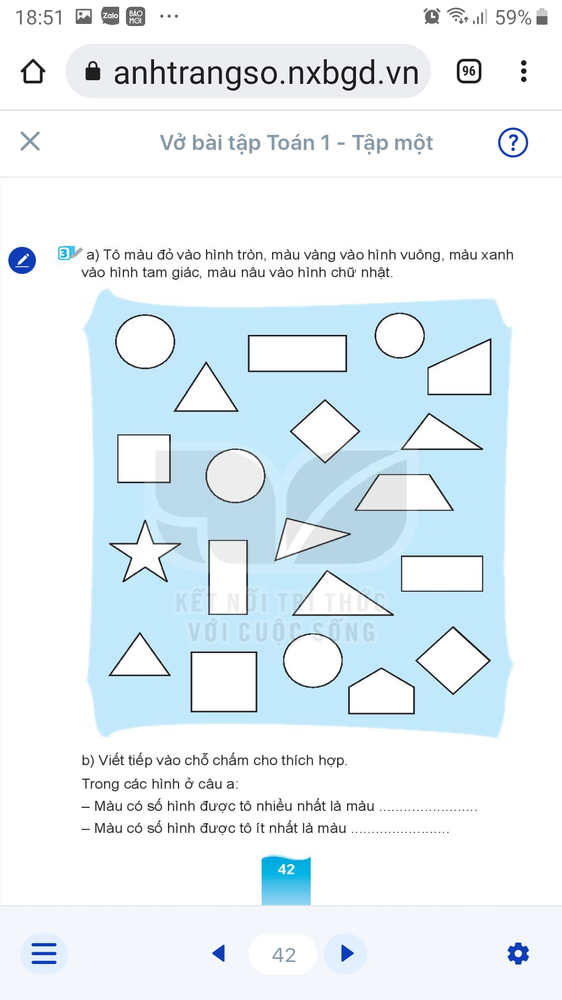 18:51 Zalo BÁO MỚI ... 59%
anhtrangso.nxbgd.vn 96
Vở bài tập Toán 1 - Tập một ?
3 a) Tô màu đỏ vào hình tròn, màu vàng vào hình vuông, màu xanh
vào hình tam giác, màu nâu vào hình chữ nhật.
KẾT NỐI TRI THỨC
VỚI CUỘC SỐNG
b) Viết tiếp vào chỗ chấm cho thích hợp.
Trong các hình ở câu a:
– Màu có số hình được tô nhiều nhất là màu ........................
– Màu có số hình được tô ít nhất là màu ........................
42
42